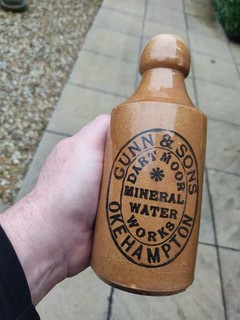 GUNN & SONS
DARTMOOR
MINERAL
WATER
WORKS
OKEHAMPTON